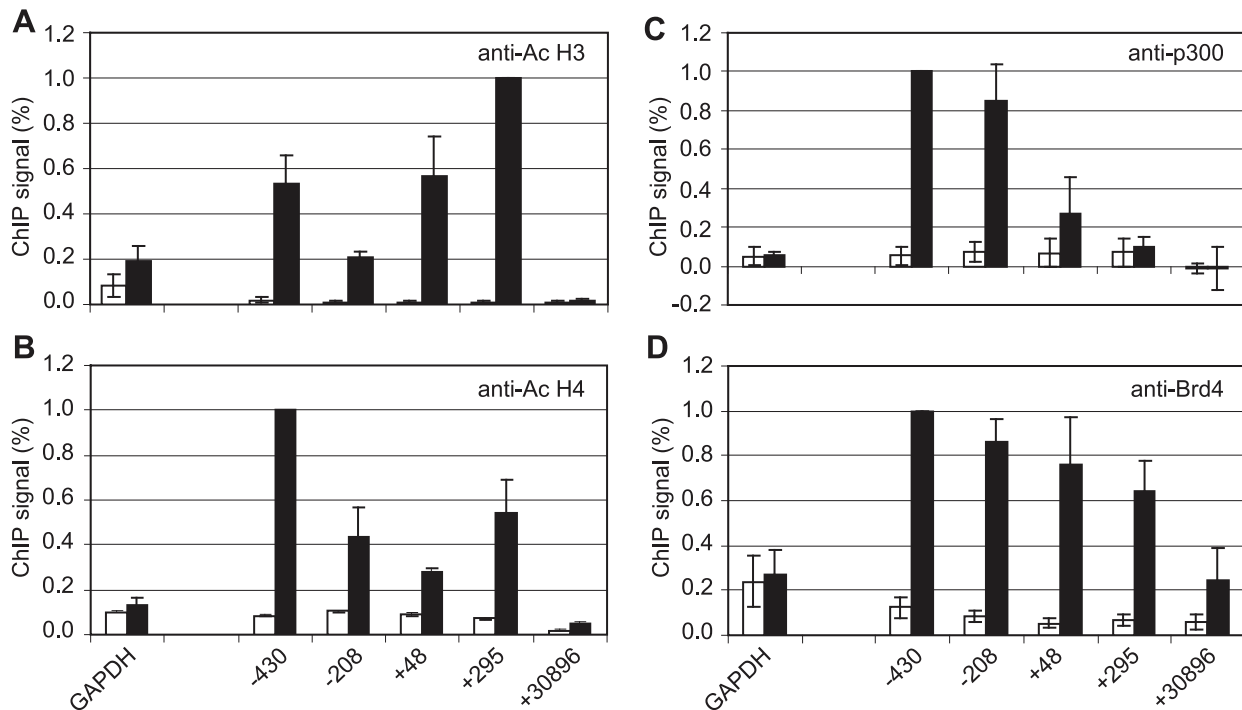 A
anti-Ac H3
ChIP signal (%)
1.2
1.0
0.8
0.6
0.4
0.2
0.0
C
anti-p300
ChIP signal (%)
1.2
1.0
0.8
0.6
0.4
0.2
0.0
-0.2
B
anti-Ac H4
ChIP signal (%)
1.2
1.0
0.8
0.6
0.4
0.2
0.0
GAPDH
-430
-208
+48
+295
+30896
D
anti-Brd4
ChIP signal (%)
1.2
1.0
0.8
0.6
0.4
0.2
0.0
GAPDH
-430
-208
+48
+295
+30896